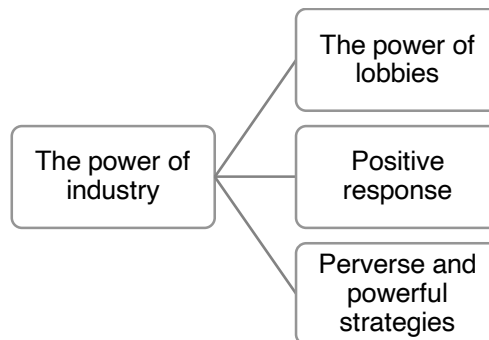 The power of
lobbies
The power of
industry
Positive
response
Perverse and
powerful
strategies